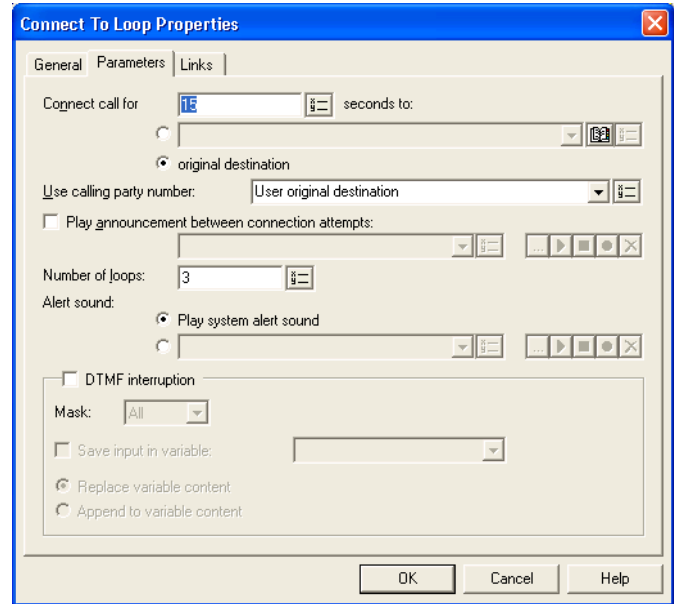 Connect To Loop Properties
General Parameters Links
Connect call for 15 seconds to:
original destination
Use calling party number: User original destination
Play announcement between connection attempts:
...
Number of loops: 3
Alert sound:
Play system alert sound
...
DTMF interruption
Mask: All
Save input in variable:
Replace variable content
Append to variable content
OK Cancel Help